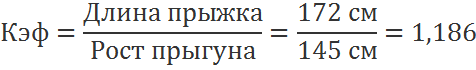 Кэф = Длина прыжка / Рост прыгуна = 172 см / 145 см = 1,186